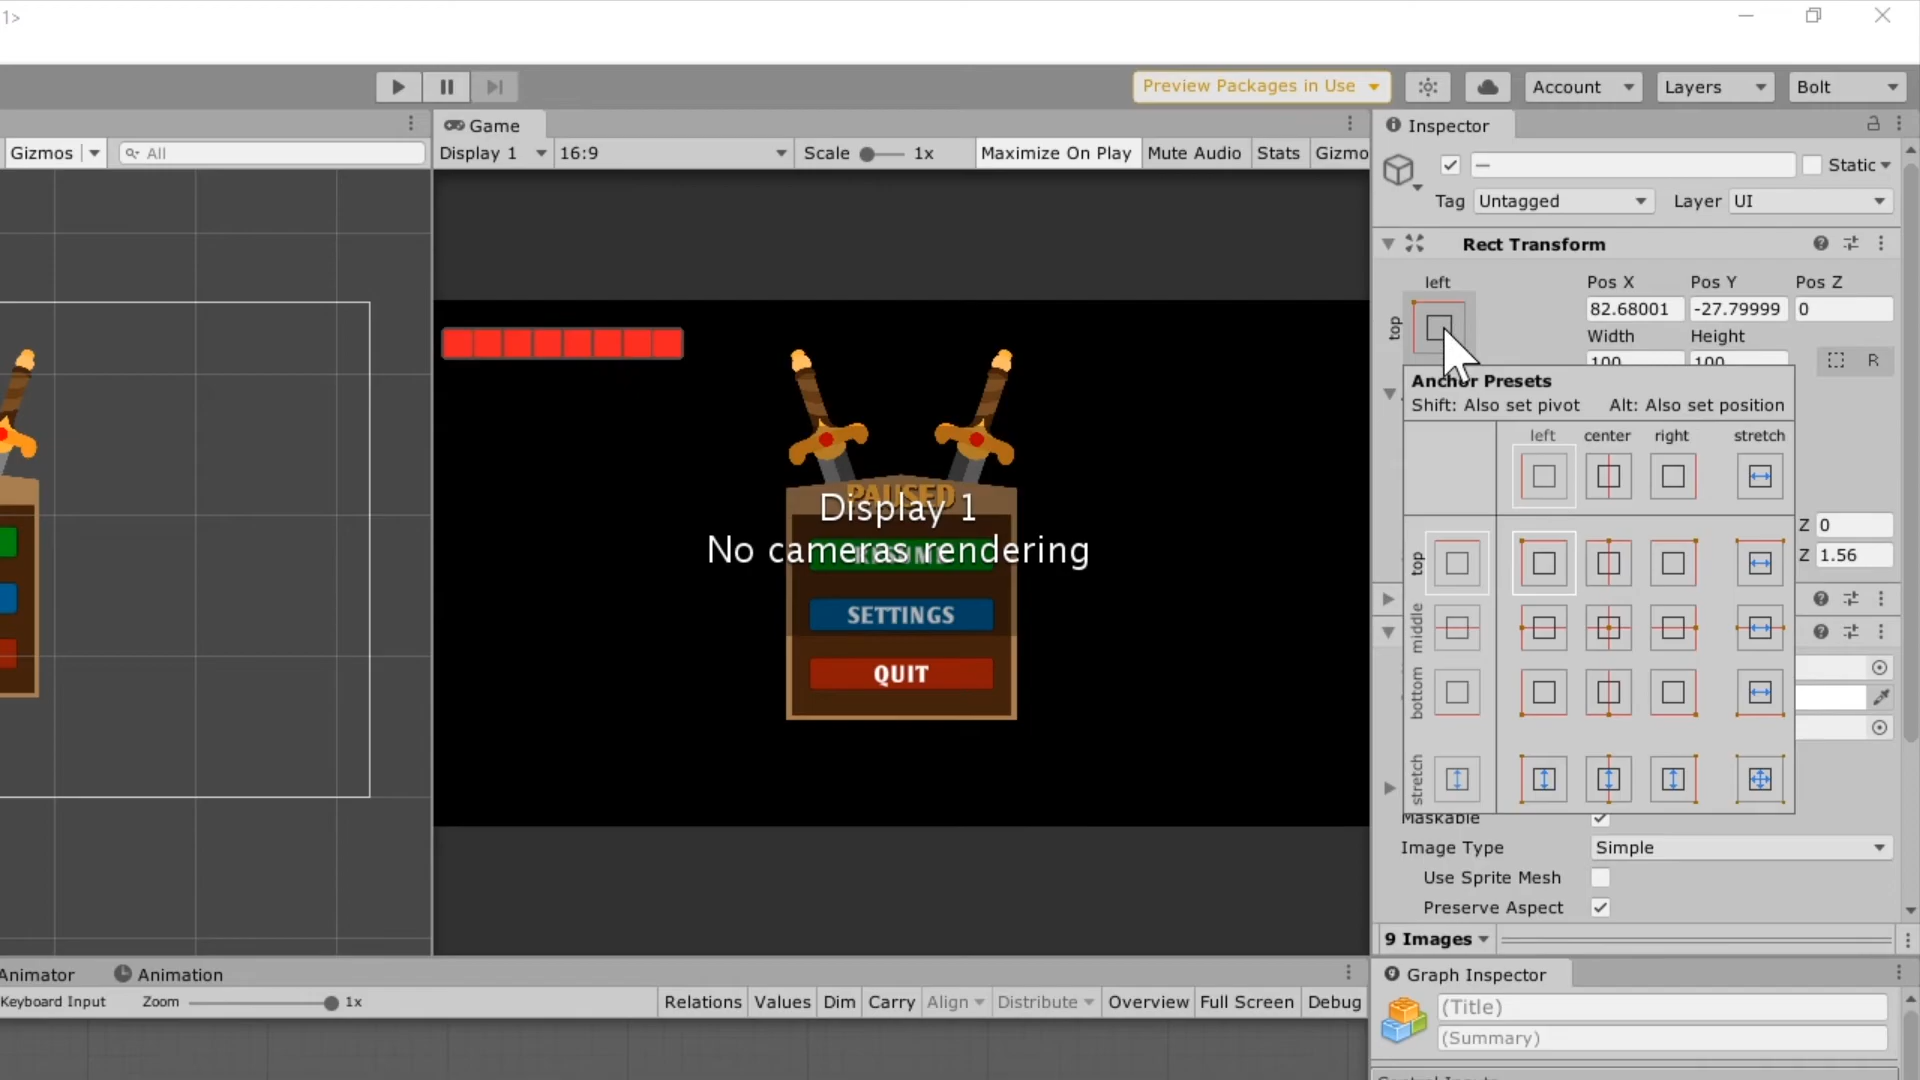 1>
Preview Packages in Use
Account
Layers
Bolt
Game
Inspector
Gizmos
All
Display 1
16:9
Scale
1x
Maximize On Play
Mute Audio
Stats
Gizmo
—
Static
Tag
Untagged
Layer
UI
Rect Transform
left
Pos X
Pos Y
Pos Z
top
82.68001
-27.79999
0
Width
Height
100
100
R
Anchor Presets
Shift: Also set pivot
Alt: Also set position
left
center
right
stretch
top
middle
bottom
stretch
Z 0
Z 1.56
PAUSED
Display 1
No cameras rendering
SETTINGS
QUIT
Maskable
Image Type
Simple
Use Sprite Mesh
Preserve Aspect
9 Images
Animator
Animation
Graph Inspector
Keyboard Input
Zoom
1x
Relations
Values
Dim
Carry
Align
Distribute
Overview
Full Screen
Debug
(Title)
(Summary)